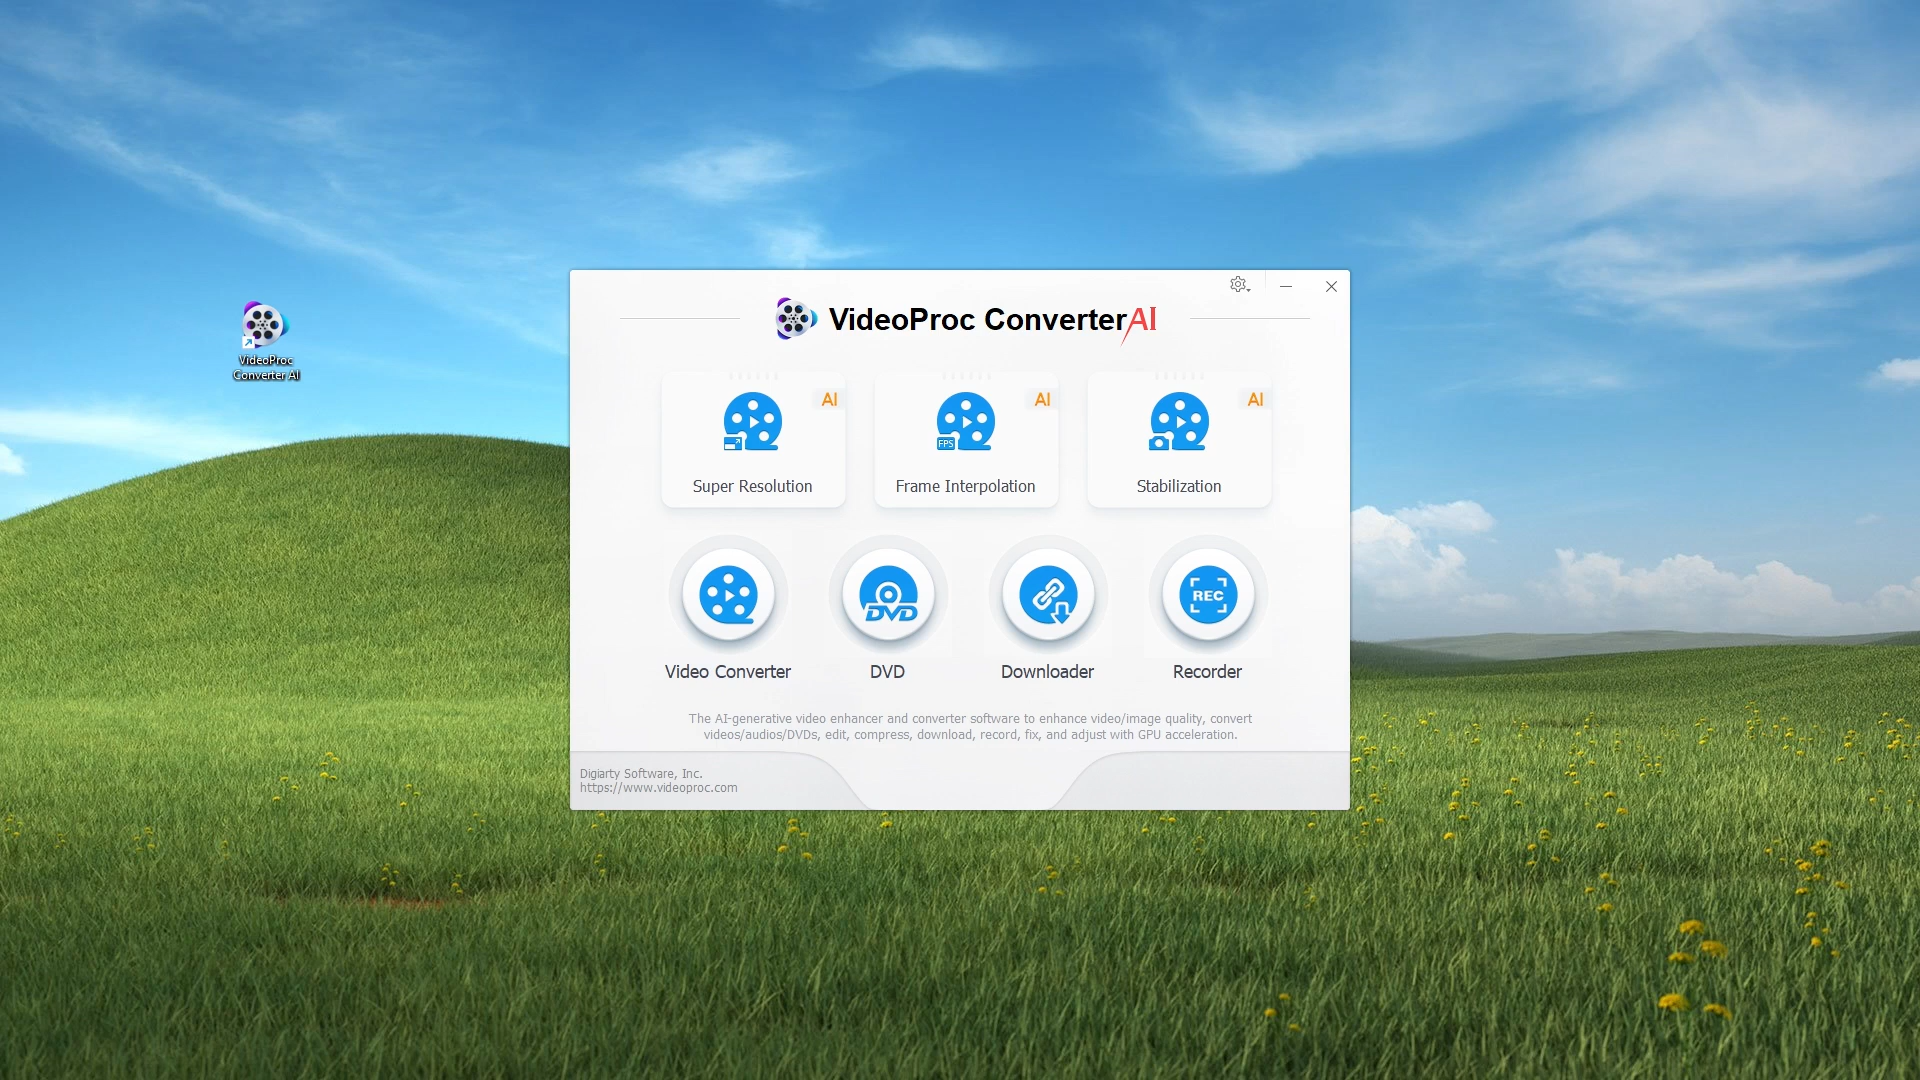 VideoProc
Converter AI
VideoProc Converter AI
AI
AI
AI
FPS
Super Resolution
Frame Interpolation
Stabilization
DVD
REC
Video Converter
DVD
Downloader
Recorder
The AI-generative video enhancer and converter software to enhance video/image quality, convert
videos/audios/DVDs, edit, compress, download, record, fix, and adjust with GPU acceleration.
Digiarty Software, Inc.
https://www.videoproc.com